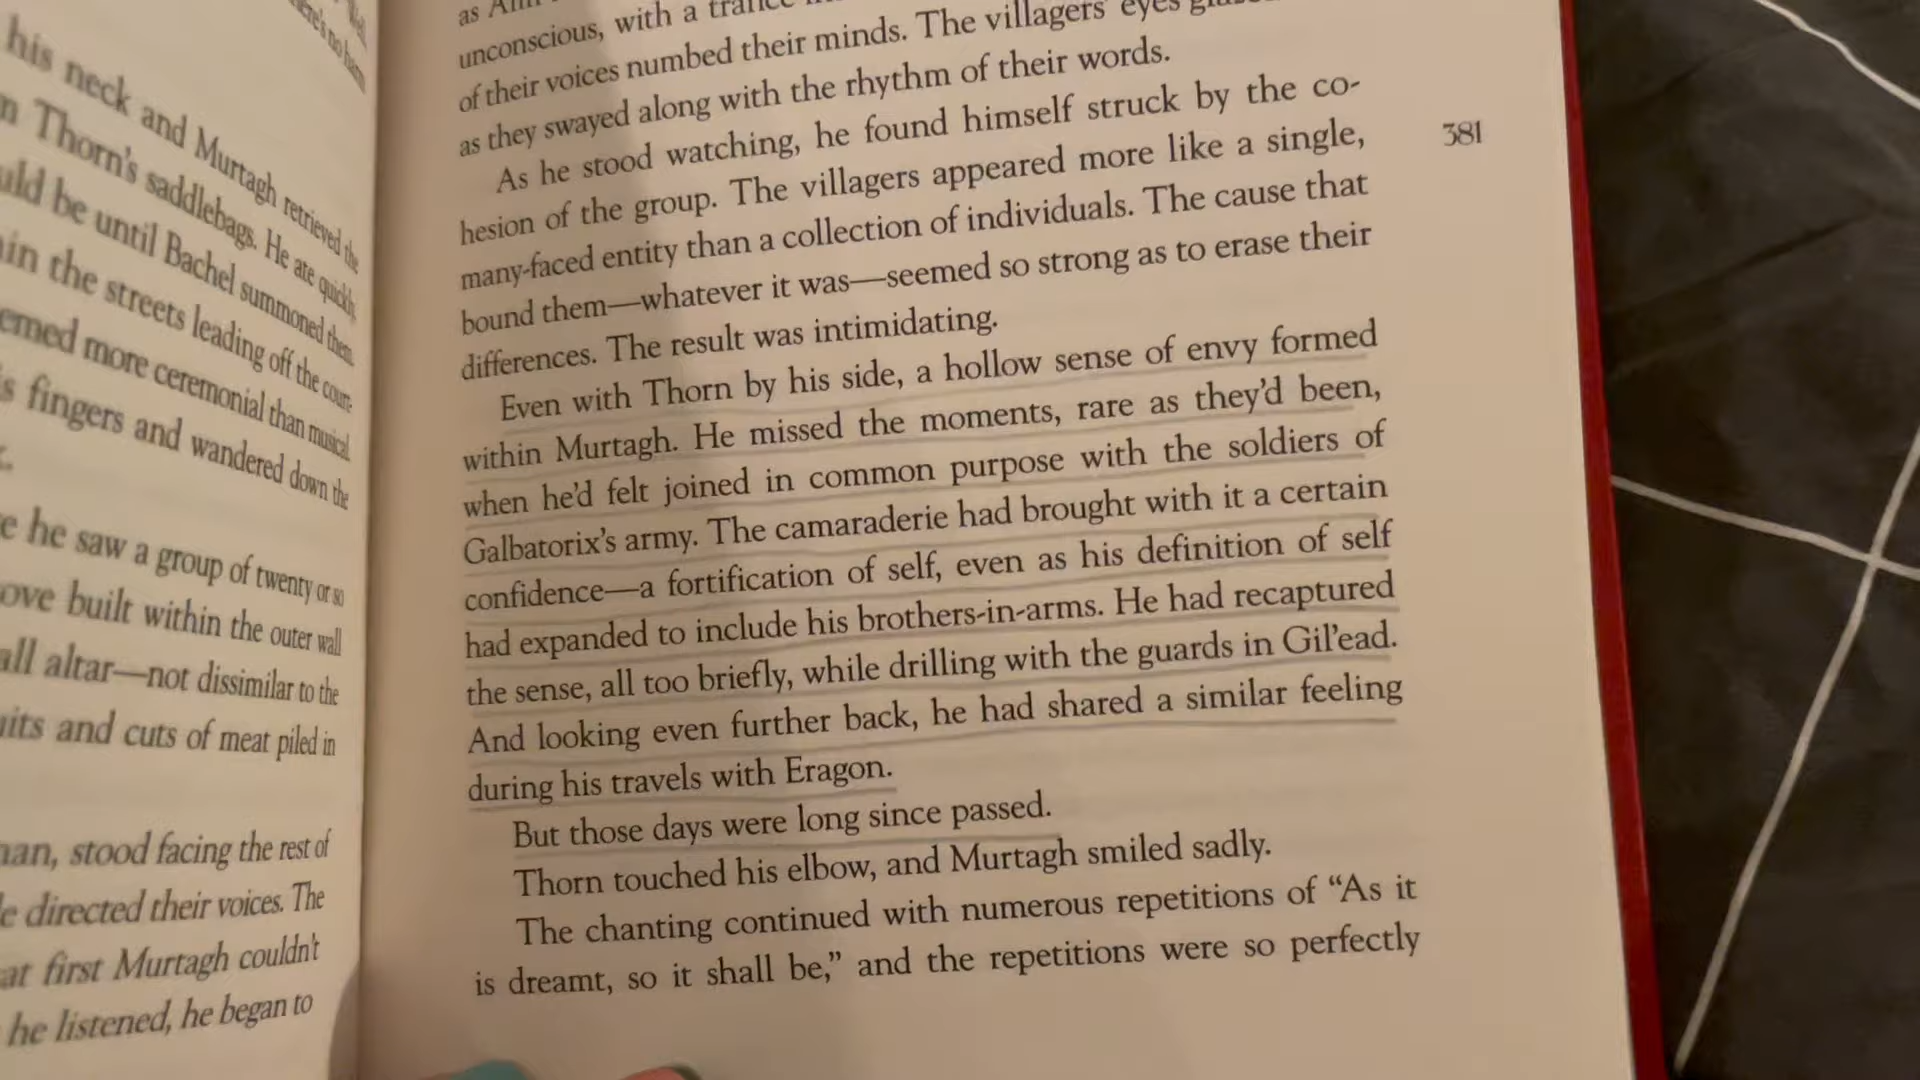 his neck and Murtagh retrieved the
Thorn's saddlebags. He ate quickly,
be until Bachel summoned them.
in the streets leading off the court-
more ceremonial than musical.
fingers and wandered down the
he saw a group of twenty or so
built within the outer wall
altar—not dissimilar to the
and cuts of meat piled in
stood facing the rest of
directed their voices. The
at first Murtagh couldn't
he listened, he began to
as
unconscious, with a
of their voices numbed their minds. The villagers' eyes
as they swayed along with the rhythm of their words.
As he stood watching, he found himself struck by the co-
hesion of the group. The villagers appeared more like a single,
many-faced entity than a collection of individuals. The cause that
bound them—whatever it was—seemed so strong as to erase their
differences. The result was intimidating.
Even with Thorn by his side, a hollow sense of envy formed
within Murtagh. He missed the moments, rare as they'd been,
when he'd felt joined in common purpose with the soldiers of
Galbatorix's army. The camaraderie had brought with it a certain
confidence—a fortification of self, even as his definition of self
had expanded to include his brothers-in-arms. He had recaptured
the sense, all too briefly, while drilling with the guards in Gil'ead.
And looking even further back, he had shared a similar feeling
during his travels with Eragon.
But those days were long since passed.
Thorn touched his elbow, and Murtagh smiled sadly.
The chanting continued with numerous repetitions of “As it
is dreamt, so it shall be,” and the repetitions were so perfectly
381